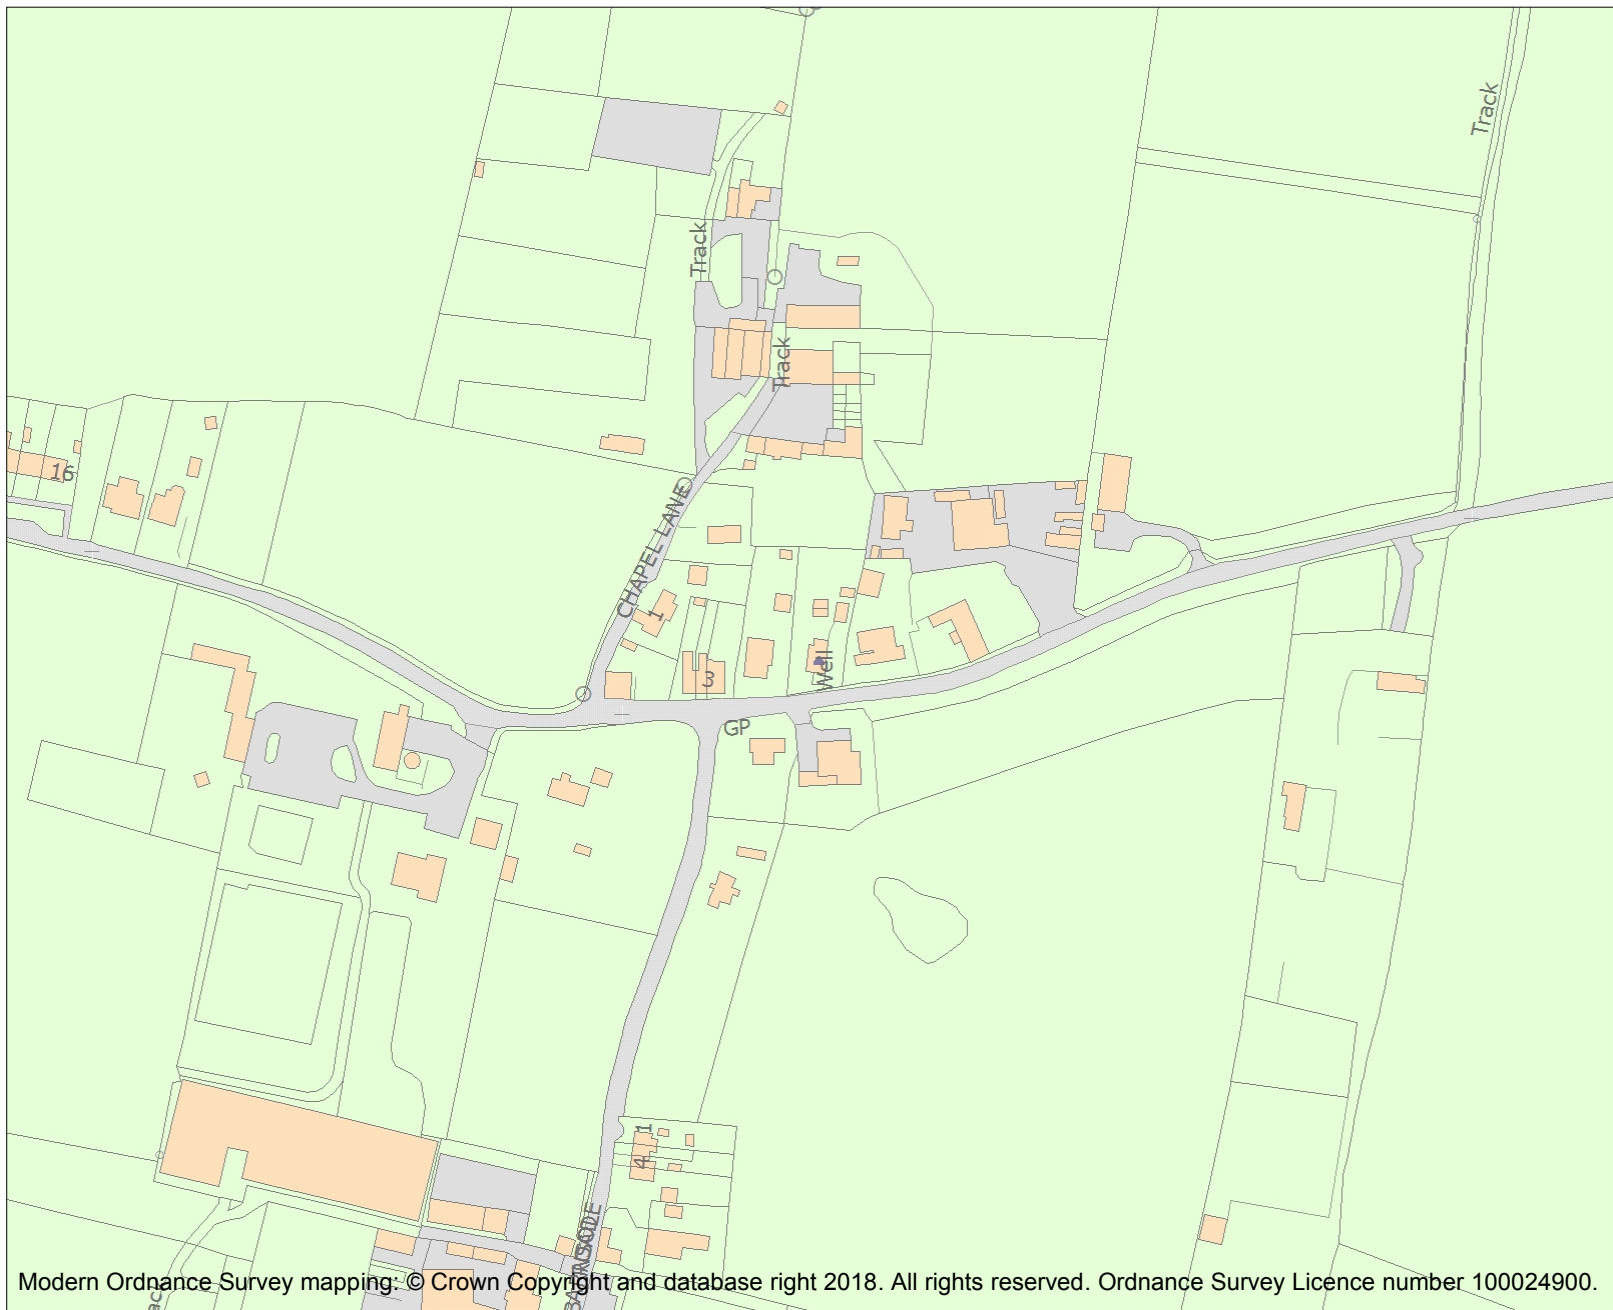 Track
Track
Track
16
CHAPEL LANE
1
3
Well
GP
1
4
Modern Ordnance Survey mapping: © Crown Copyright and database right 2018. All rights reserved. Ordnance Survey Licence number 100024900.